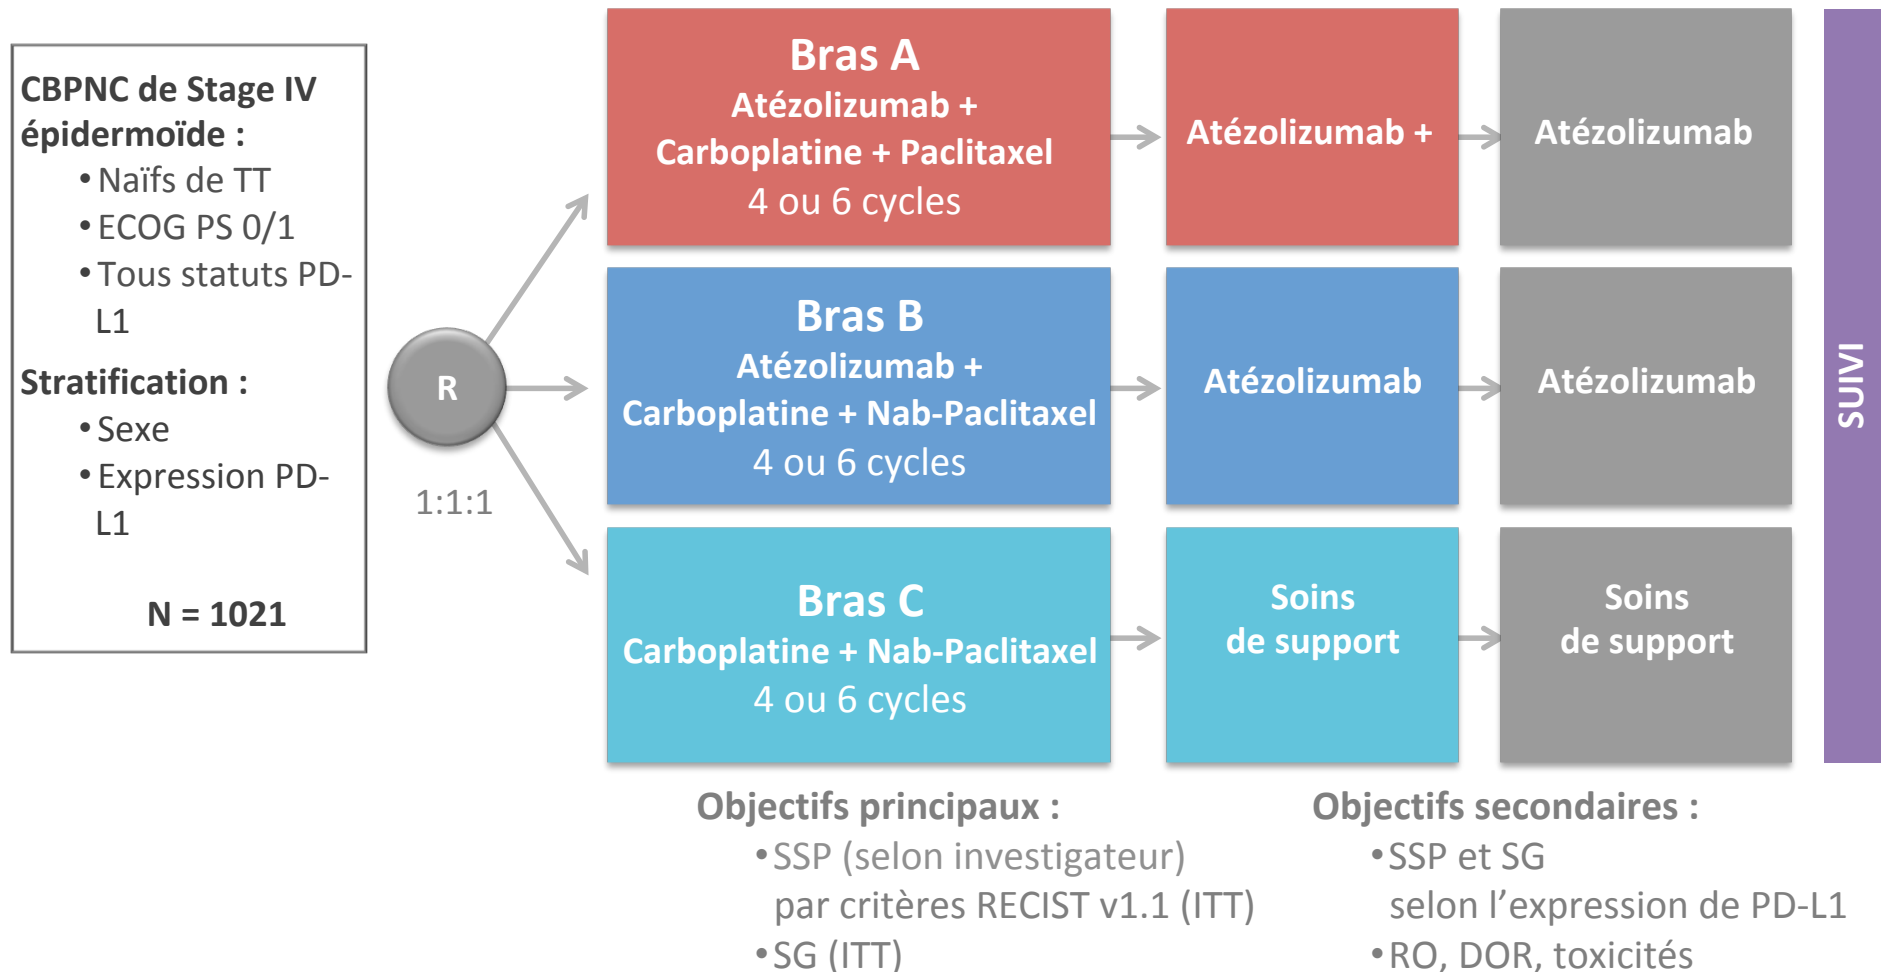 CBPNC de Stage IV
épidermoïde :
• Naïfs de TT
• ECOG PS 0/1
• Tous statuts PD-
L1
Stratification :
• Sexe
• Expression PD-
L1
N = 1021
R
1:1:1
Bras A
Atézolizumab +
Carboplatine + Paclitaxel
4 ou 6 cycles
Atézolizumab +
Atézolizumab
Bras B
Atézolizumab +
Carboplatine + Nab-Paclitaxel
4 ou 6 cycles
Atézolizumab
Atézolizumab
Bras C
Carboplatine + Nab-Paclitaxel
4 ou 6 cycles
Soins
de support
Soins
de support
SUIVI
Objectifs principaux :
• SSP (selon investigateur)
par critères RECIST v1.1 (ITT)
• SG (ITT)
Objectifs secondaires :
• SSP et SG
selon l’expression de PD-L1
• RO, DOR, toxicités